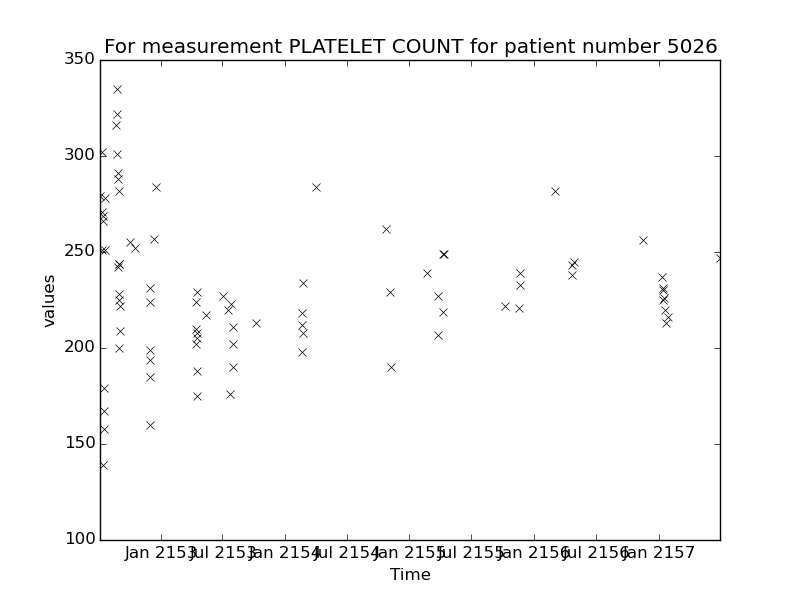 For measurement PLATELET COUNT for patient number 5026
350
300
250
200
150
100
values
Jan 2153 Jul 2153 Jan 2154 Jul 2154 Jan 2155 Jul 2155 Jan 2156 Jul 2156 Jan 2157
Time